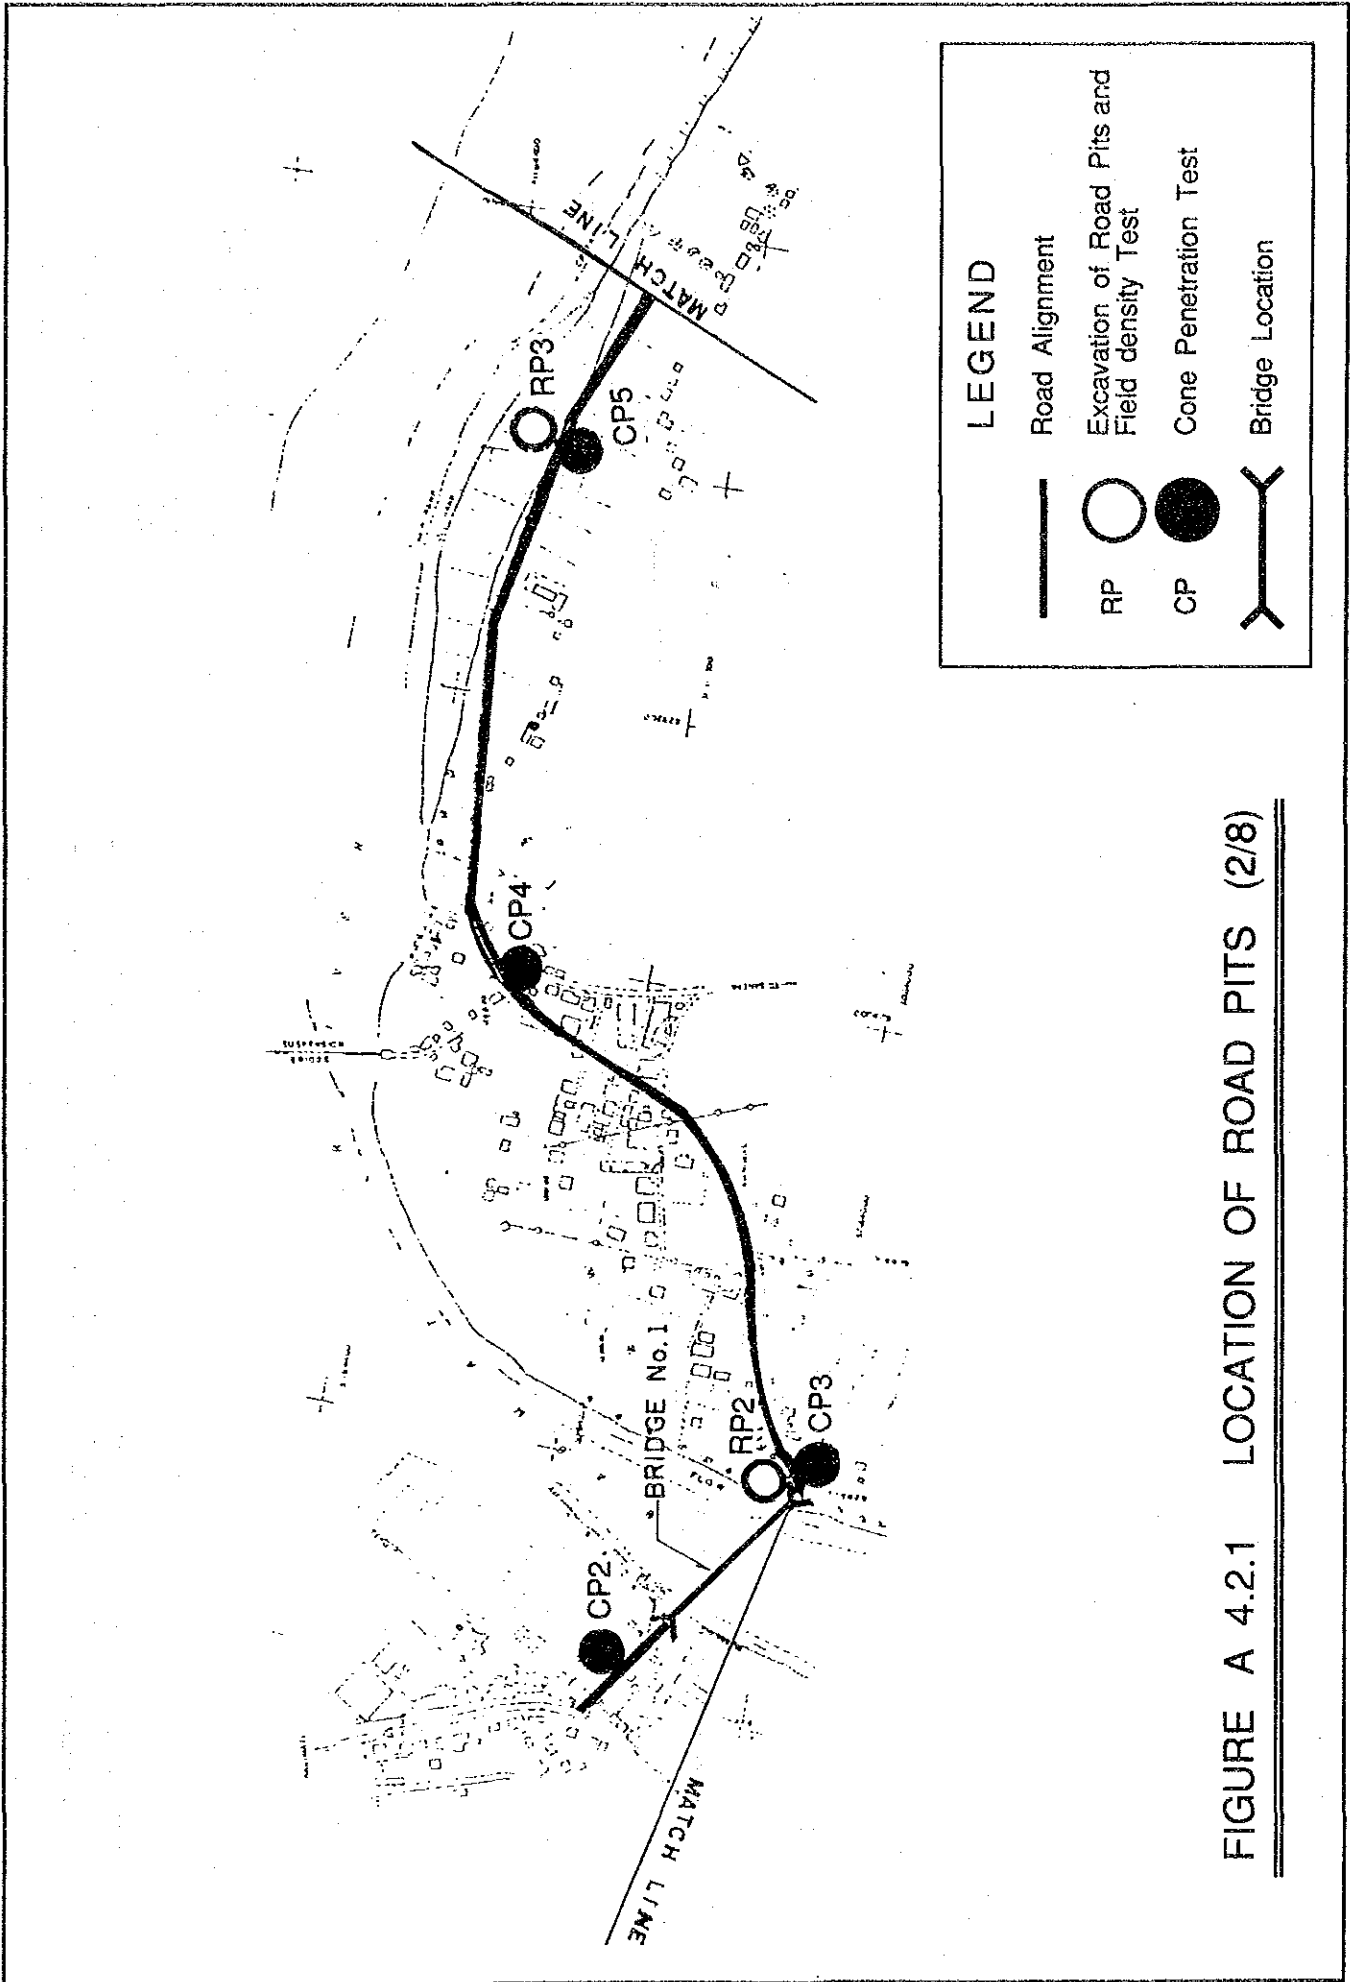 MATCH LINE
CP2
BRIDGE No.1
RP2
CP3
FLOW
CP4
RP3
CP5
MATCH LINE
LEGEND
Road Alignment
RP Excavation of Road Pits and
Field density Test
CP Cone Penetration Test
Bridge Location
FIGURE A 4.2.1 LOCATION OF ROAD PITS (2/8)